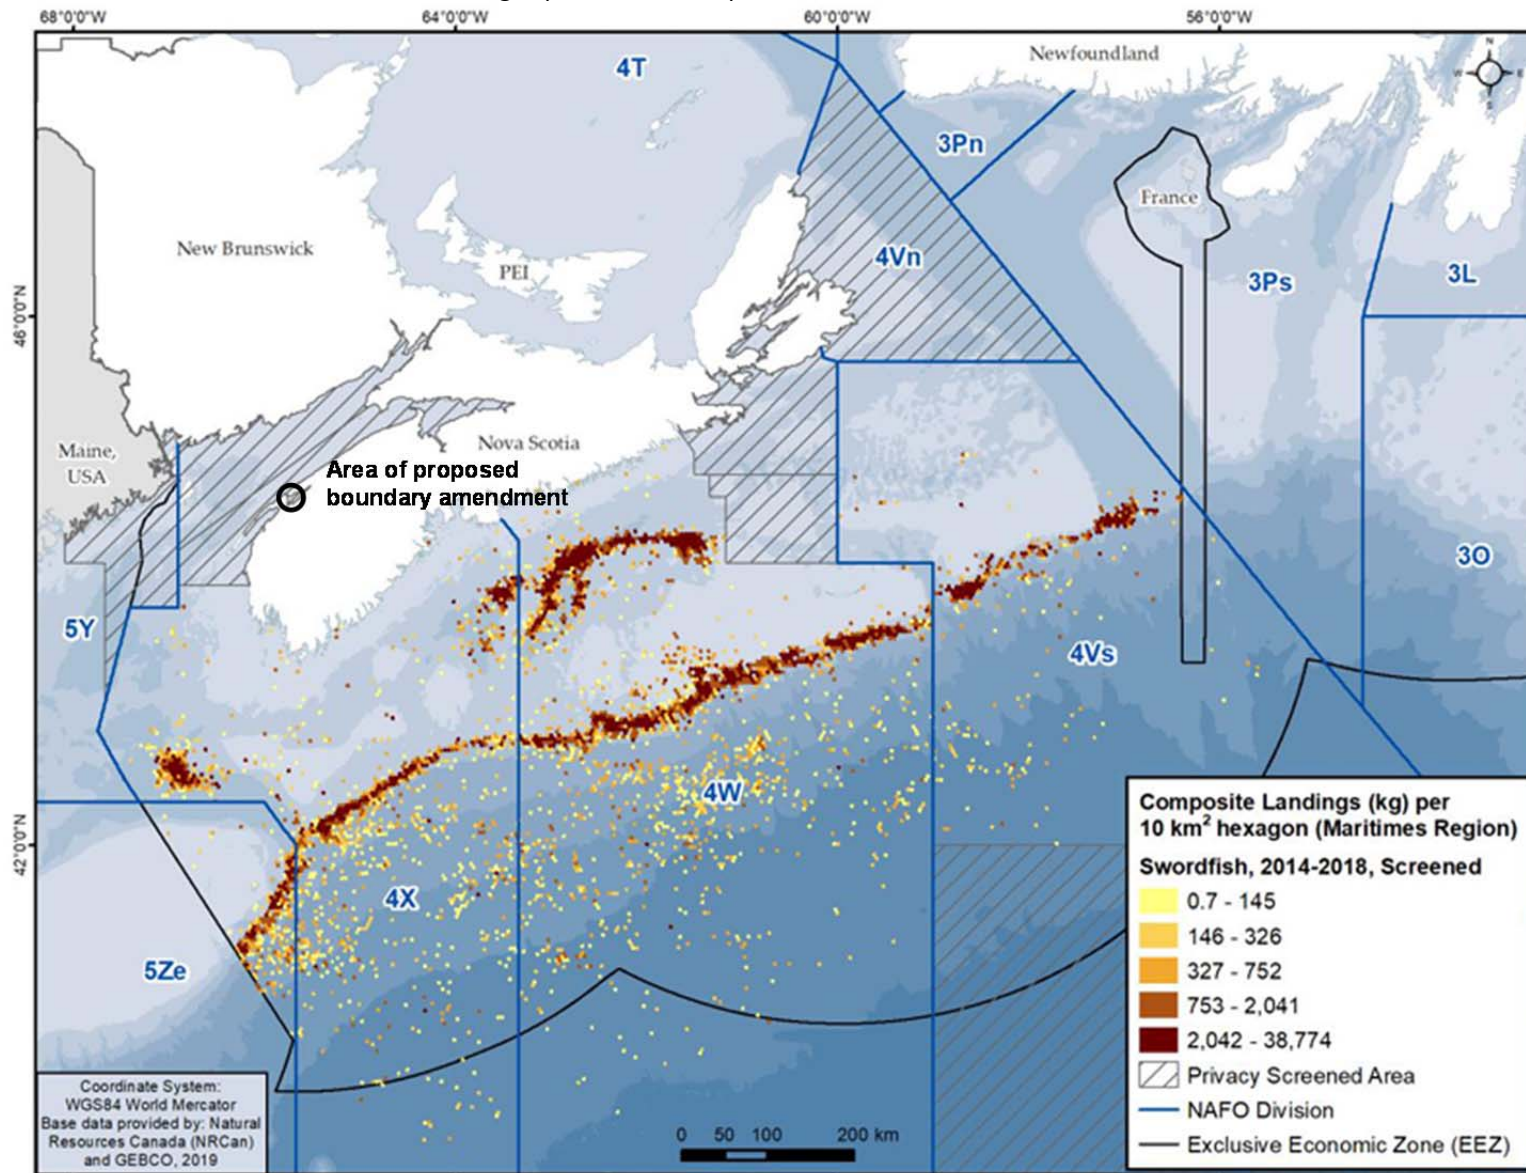 68°0'0"W
64°0'0"W
60°0'0"W
56°0'0"W
4T
Newfoundland
N
W
E
S
3Pn
France
New Brunswick
4Vn
PEI
3Ps
3L
46°0'0"N
Nova Scotia
Maine,
USA
Area of proposed
boundary amendment
3O
5Y
4Vs
4W
42°0'0"N
4X
5Ze
Composite Landings (kg) per
10 km² hexagon (Maritimes Region)
Swordfish, 2014-2018, Screened
0.7 - 145
146 - 326
327 - 752
753 - 2,041
2,042 - 38,774
Privacy Screened Area
NAFO Division
Exclusive Economic Zone (EEZ)
Coordinate System:
WGS84 World Mercator
Base data provided by: Natural
Resources Canada (NRCan)
and GEBCO, 2019
0 50 100 200 km